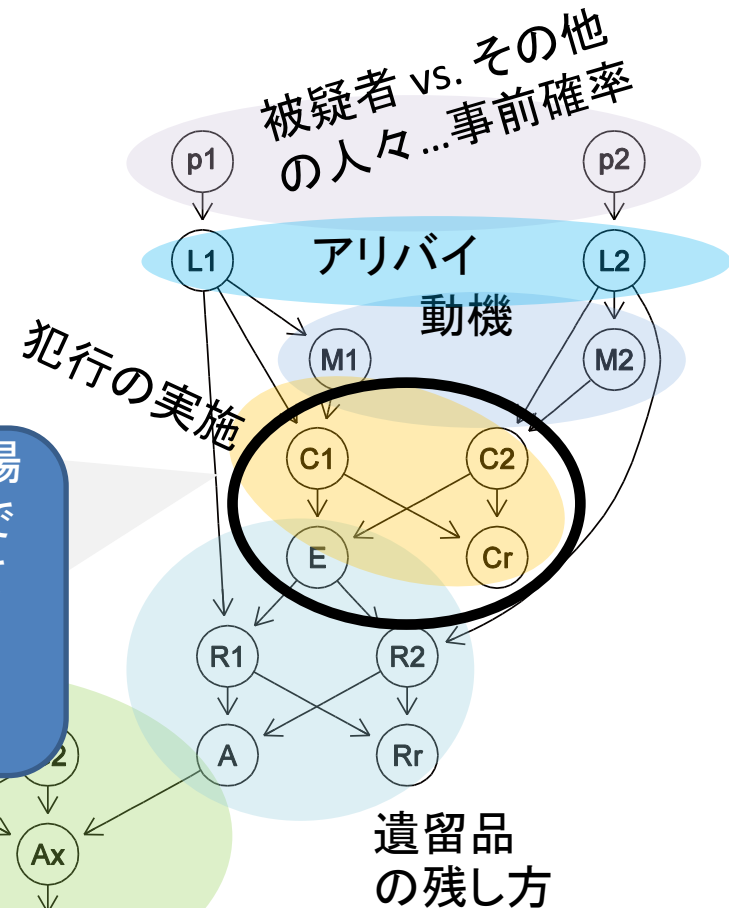 被疑者 vs. その他
の人々…事前確率
p1
p2
L1
アリバイ
L2
動機
M1
M2
犯行の実施
C1
C2
場
E
Cr
R1
R2
A
Rr
2
Ax
遺留品
の残し方